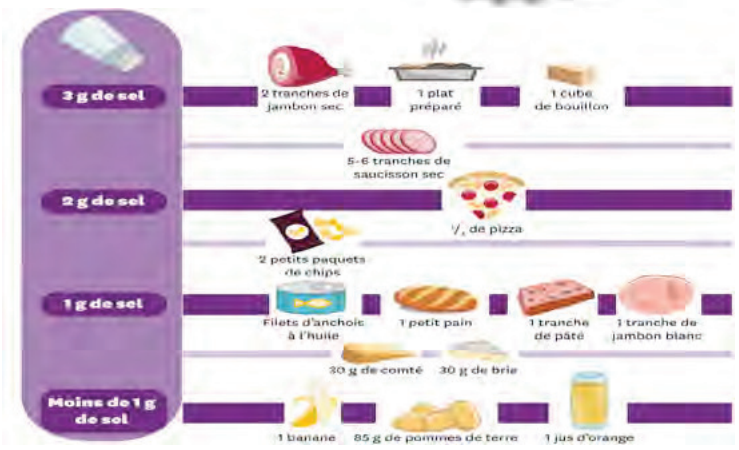 3 g de sel
2 tranches de
jambon sec
1 plat
préparé
1 cube
de bouillon
5-6 tranches de
saucisson sec
2 g de sel
de pizza
2 petits paquets
de chips
1 g de sel
Filets d'anchois
à l'huile
1 petit pain
1 tranche
de pâté
1 tranche de
jambon blanc
30 g de comté
30 g de brie
Moins de 1 g
de sel
1 banane
85 g de pommes de terre
1 jus d'orange